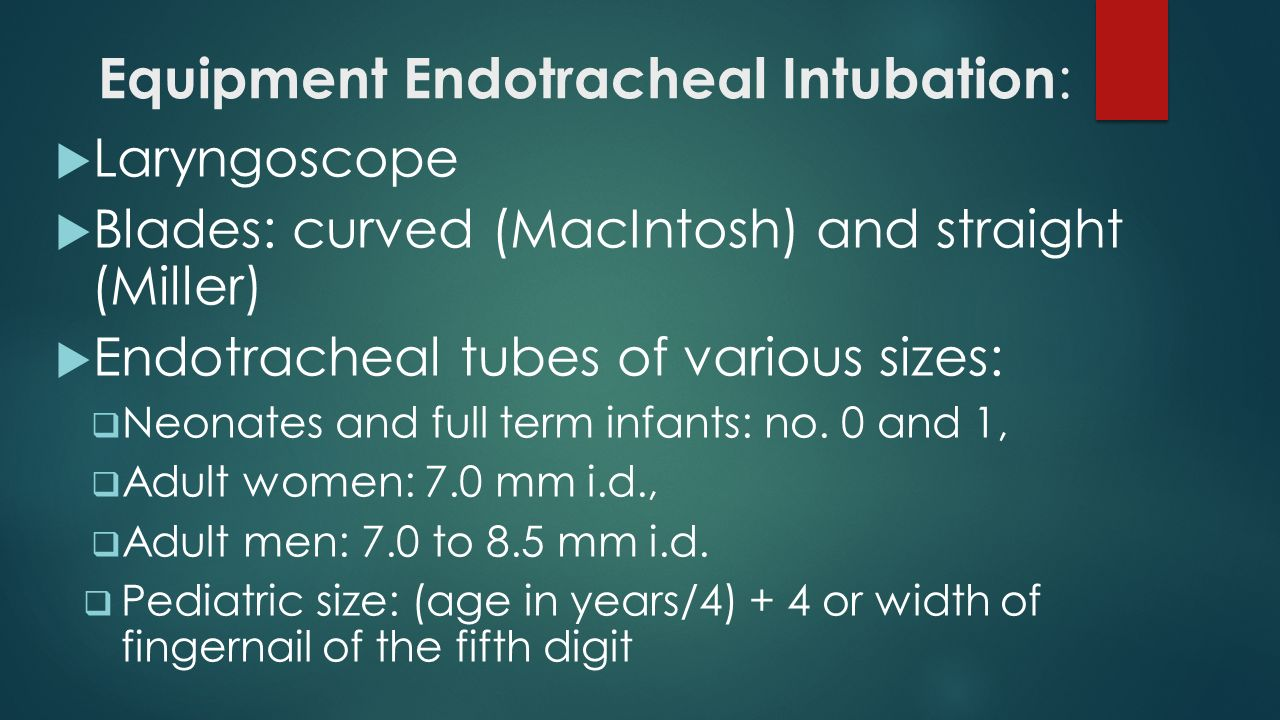 Equipment Endotracheal Intubation:
Laryngoscope
Blades: curved (MacIntosh) and straight
(Miller)
Endotracheal tubes of various sizes:
Neonates and full term infants: no. 0 and 1,
Adult women: 7.0 mm i.d.,
Adult men: 7.0 to 8.5 mm i.d.
Pediatric size: (age in years/4) + 4 or width of
fingernail of the fifth digit